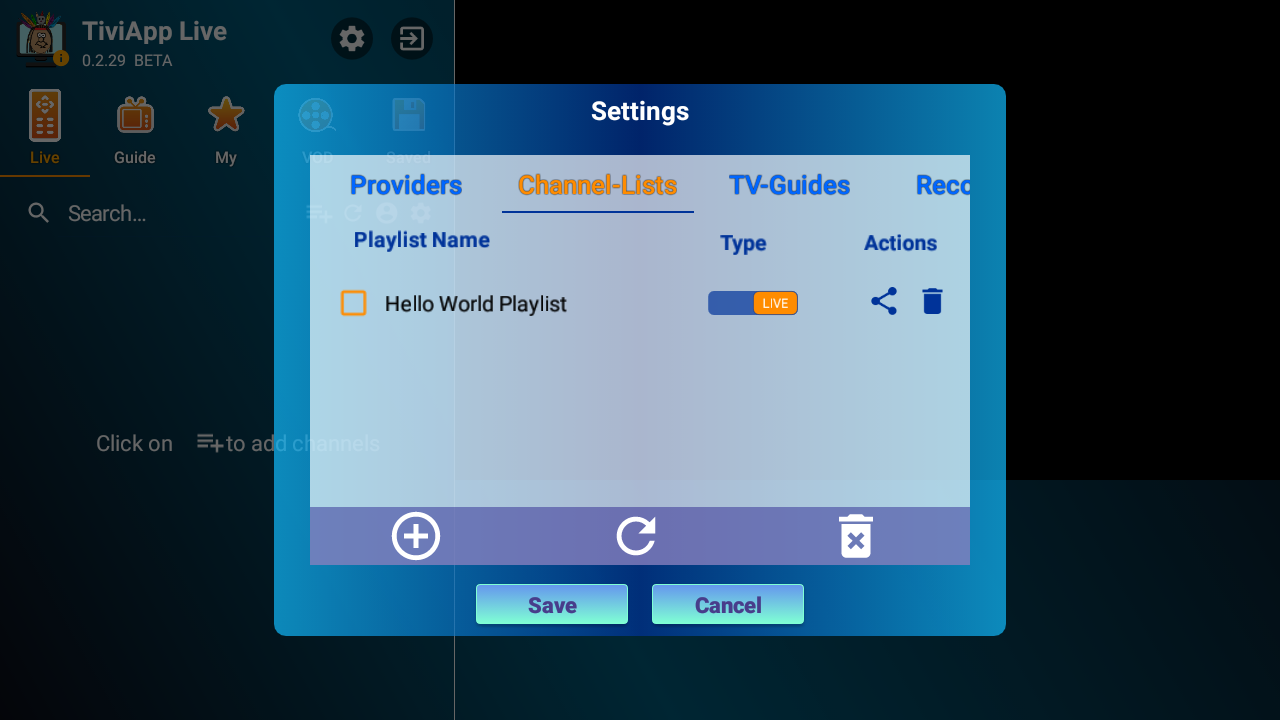 TiviApp Live
0.2.29 BETA
Live
Guide
My
VOD
Saved
Search...
Click on to add channels
Settings
Providers
Channel-Lists
TV-Guides
Reco
Playlist Name
Type
Actions
Hello World Playlist
LIVE
Save
Cancel